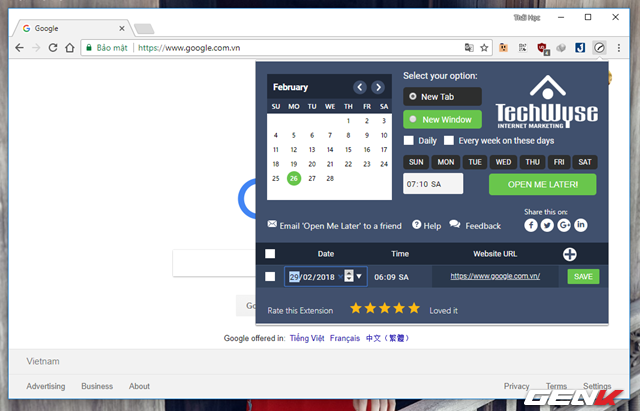 Thái Học
Google
Bảo mật https://www.google.com.vn
February
SU MO TU WE TH FR SA
1 2 3
4 5 6 7 8 9 10
11 12 13 14 15 16 17
18 19 20 21 22 23 24
25 26 27 28
Select your option:
New Tab
New Window
TechWyse
INTERNET MARKETING
Daily Every week on these days
SUN MON TUE WED THU FRI SAT
07:10 SA OPEN ME LATER!
Share this on:
Email 'Open Me Later' to a friend Help Feedback
Date Time Website URL
29/02/2018 06:09 SA https://www.google.com.vn/ SAVE
Rate this Extension Loved it
Google offered in: Tiếng Việt Français 中文（繁體）
Vietnam
Advertising Business About Privacy Terms Settings
GENK